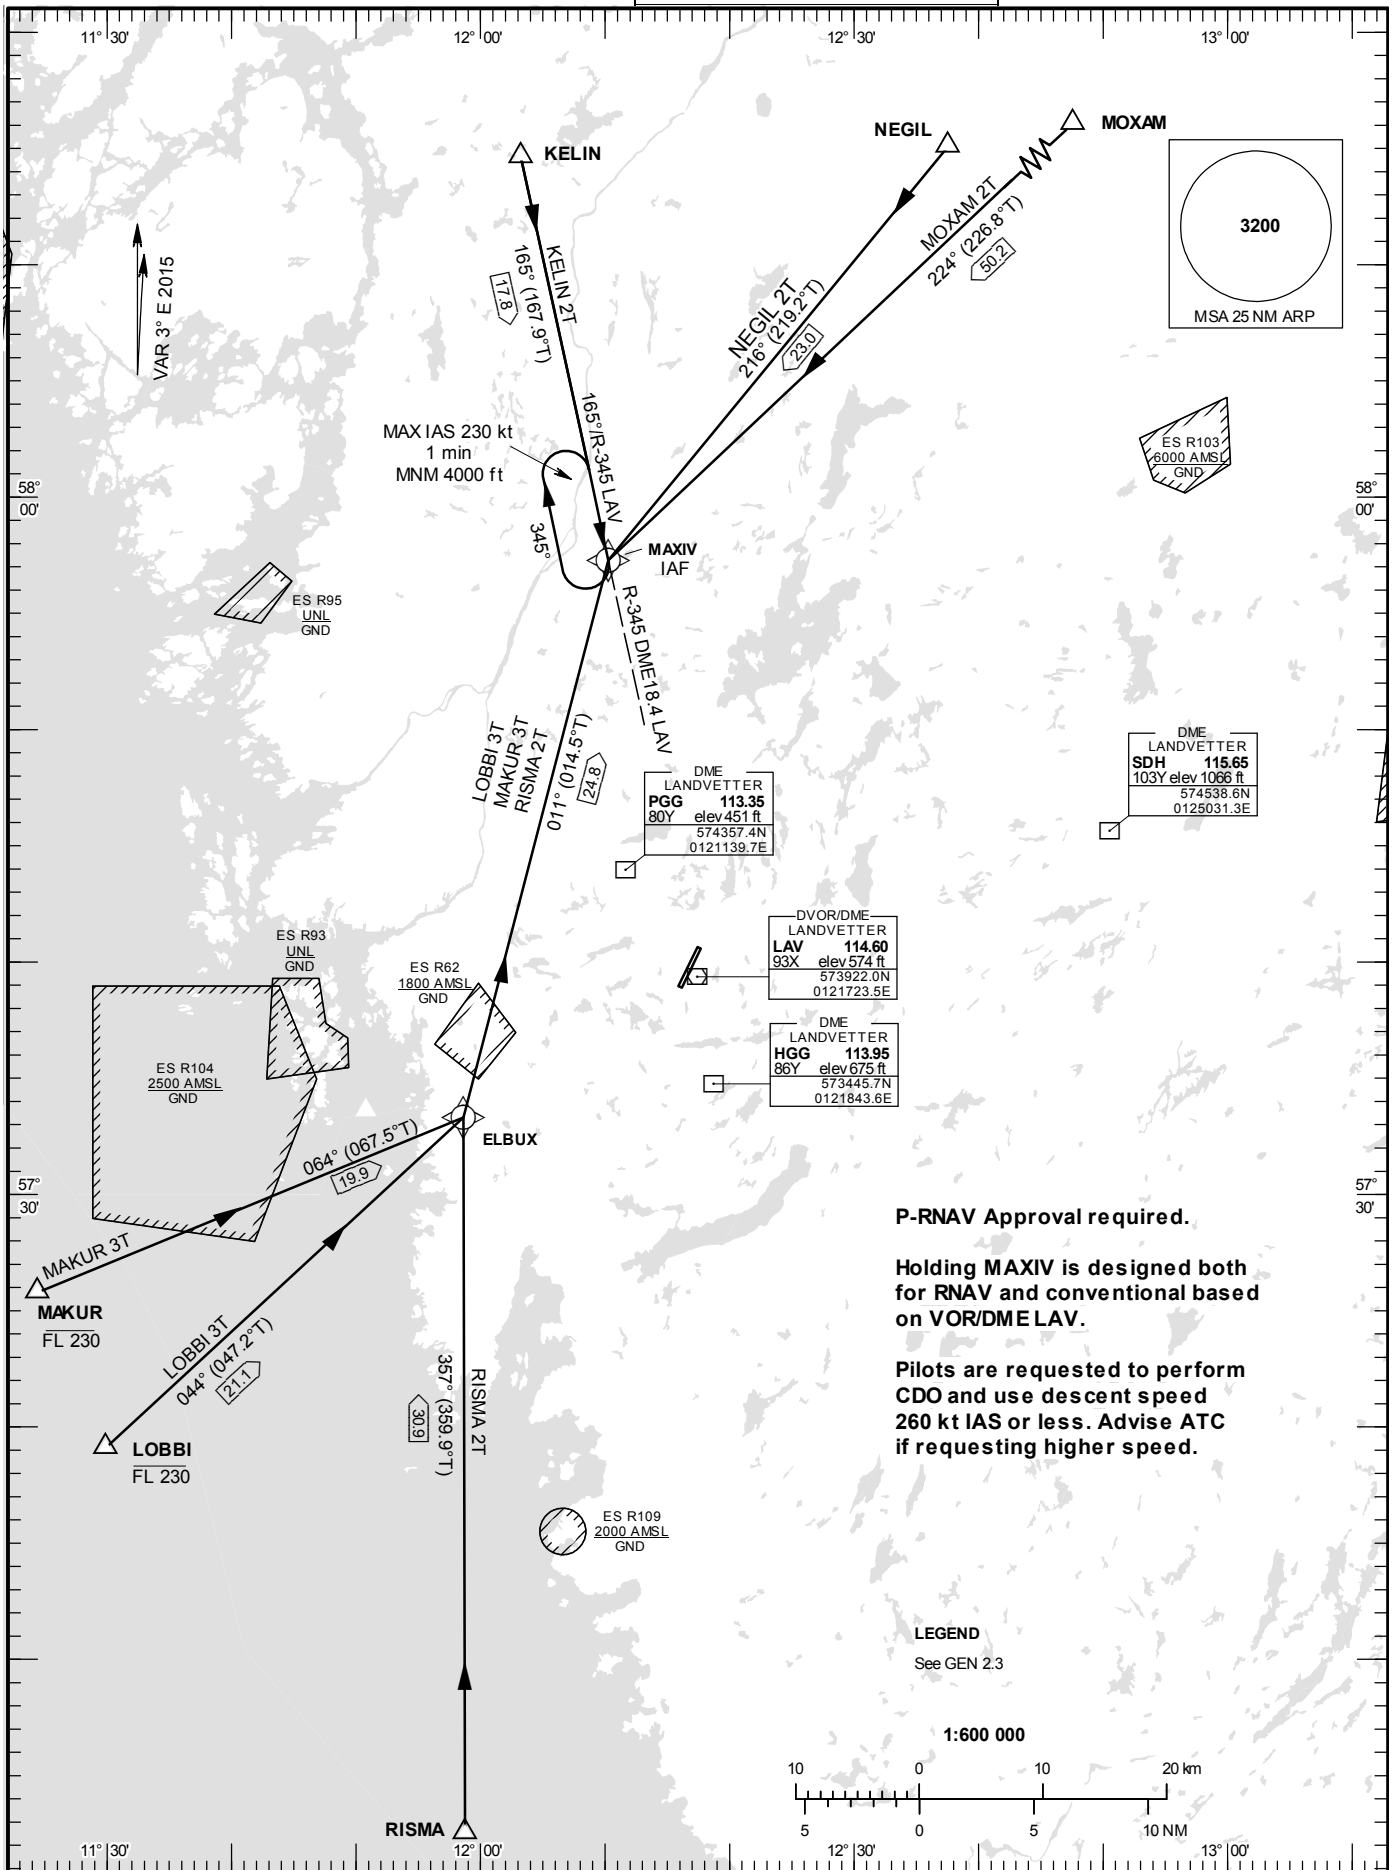 11° 30'
12° 00'
12° 30'
13° 00'
KELIN
NEGIL
MOXAM
3200
MSA 25 NM ARP
VAR 3° E 2015
KELIN 2T
165° (167.9°T)
17.8
NEGIL 2T
216° (219.2°T)
23.0
MOXAM 2T
224° (226.8°T)
50.2
165°/R-345 LAV
MAX IAS 230 kt
1 min
MNM 4000 ft
345°
ES R103
6000 AMSL
GND
58°
00'
58°
00'
MAXIV
IAF
R-345 DME18.4 LAV
ES R95
UNL
GND
LOBBI 3T
MAKUR 3T
RISMA 2T
011° (014.5°T)
24.8
DME
LANDVETTER
PGG 113.35
80Y elev 451 ft
574357.4N
0121139.7E
DME
LANDVETTER
SDH 115.65
103Y elev 1066 ft
574538.6N
0125031.3E
DVOR/DME
LANDVETTER
LAV 114.60
93X elev 574 ft
573922.0N
0121723.5E
DME
LANDVETTER
HGG 113.95
86Y elev 675 ft
573445.7N
0121843.6E
ES R93
UNL
GND
ES R62
1800 AMSL
GND
ES R104
2500 AMSL
GND
ELBUX
064° (067.5°T)
19.9
57°
30'
57°
30'
MAKUR 3T
MAKUR
FL 230
LOBBI 3T
044° (047.2°T)
21.1
LOBBI
FL 230
RISMA 2T
357° (359.9°T)
30.9
P-RNAV Approval required.
Holding MAXIV is designed both
for RNAV and conventional based
on VOR/DME LAV.
Pilots are requested to perform
CDO and use descent speed
260 kt IAS or less. Advise ATC
if requesting higher speed.
ES R109
2000 AMSL
GND
LEGEND
See GEN 2.3
1:600 000
10 0 10 20 km
5 0 5 10 NM
RISMA
11° 30'
12° 00'
12° 30'
13° 00'